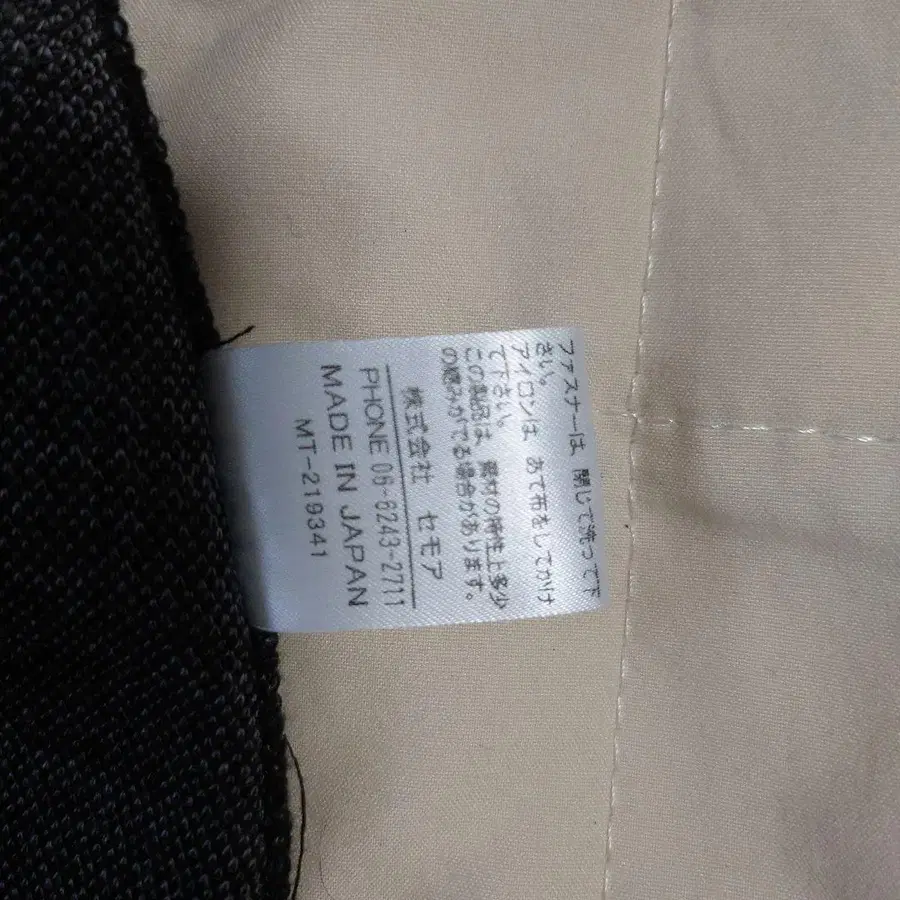 ファスナーは 閉じて洗って下
さい。
アイロンは あて布をしてかけ
て下さい。
この製品は、素材の特性上多少
の縮みがでる場合があります。
株式会社 セモア
PHONE 06-6243-2711
MADE IN JAPAN
MT-219341